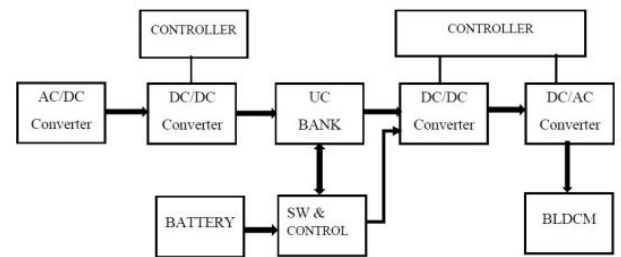 CONTROLLER
CONTROLLER
AC/DC
Converter
DC/DC
Converter
UC
BANK
DC/DC
Converter
DC/AC
Converter
BATTERY
SW &
CONTROL
BLDCM